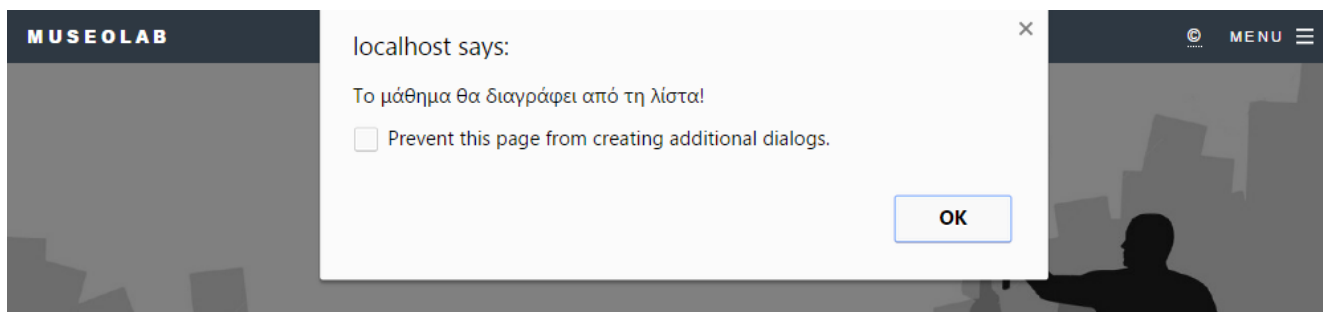 MUSEOLAB
© MENU
localhost says:
Το μάθημα θα διαγράφει από τη λίστα!
Prevent this page from creating additional dialogs.
OK